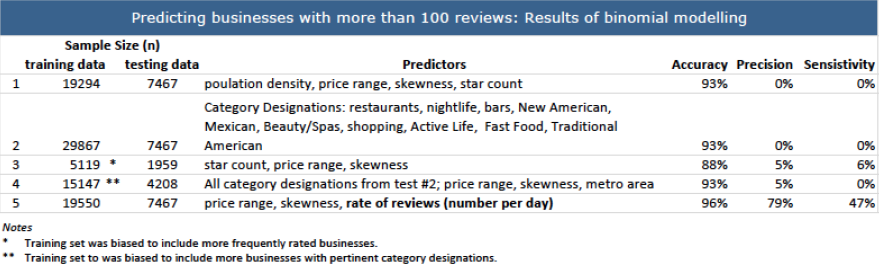 Predicting businesses with more than 100 reviews: Results of binomial modelling
Sample Size (n)
training data testing data Predictors Accuracy Precision Sensistivity
1 19294 7467 poulation density, price range, skewness, star count 93% 0% 0%
Category Designations: restaurants, nightlife, bars, New American,
Mexican, Beauty/Spas, shopping, Active Life, Fast Food, Traditional
2 29867 7467 American 93% 0% 0%
3 5119 * 1959 star count, price range, skewness 88% 5% 6%
4 15147 ** 4208 All category designations from test #2; price range, skewness, metro area 93% 5% 0%
5 19550 7467 price range, skewness, rate of reviews (number per day) 96% 79% 47%
Notes
* Training set was biased to include more frequently rated businesses.
** Training set to was biased to include more businesses with pertinent category designations.